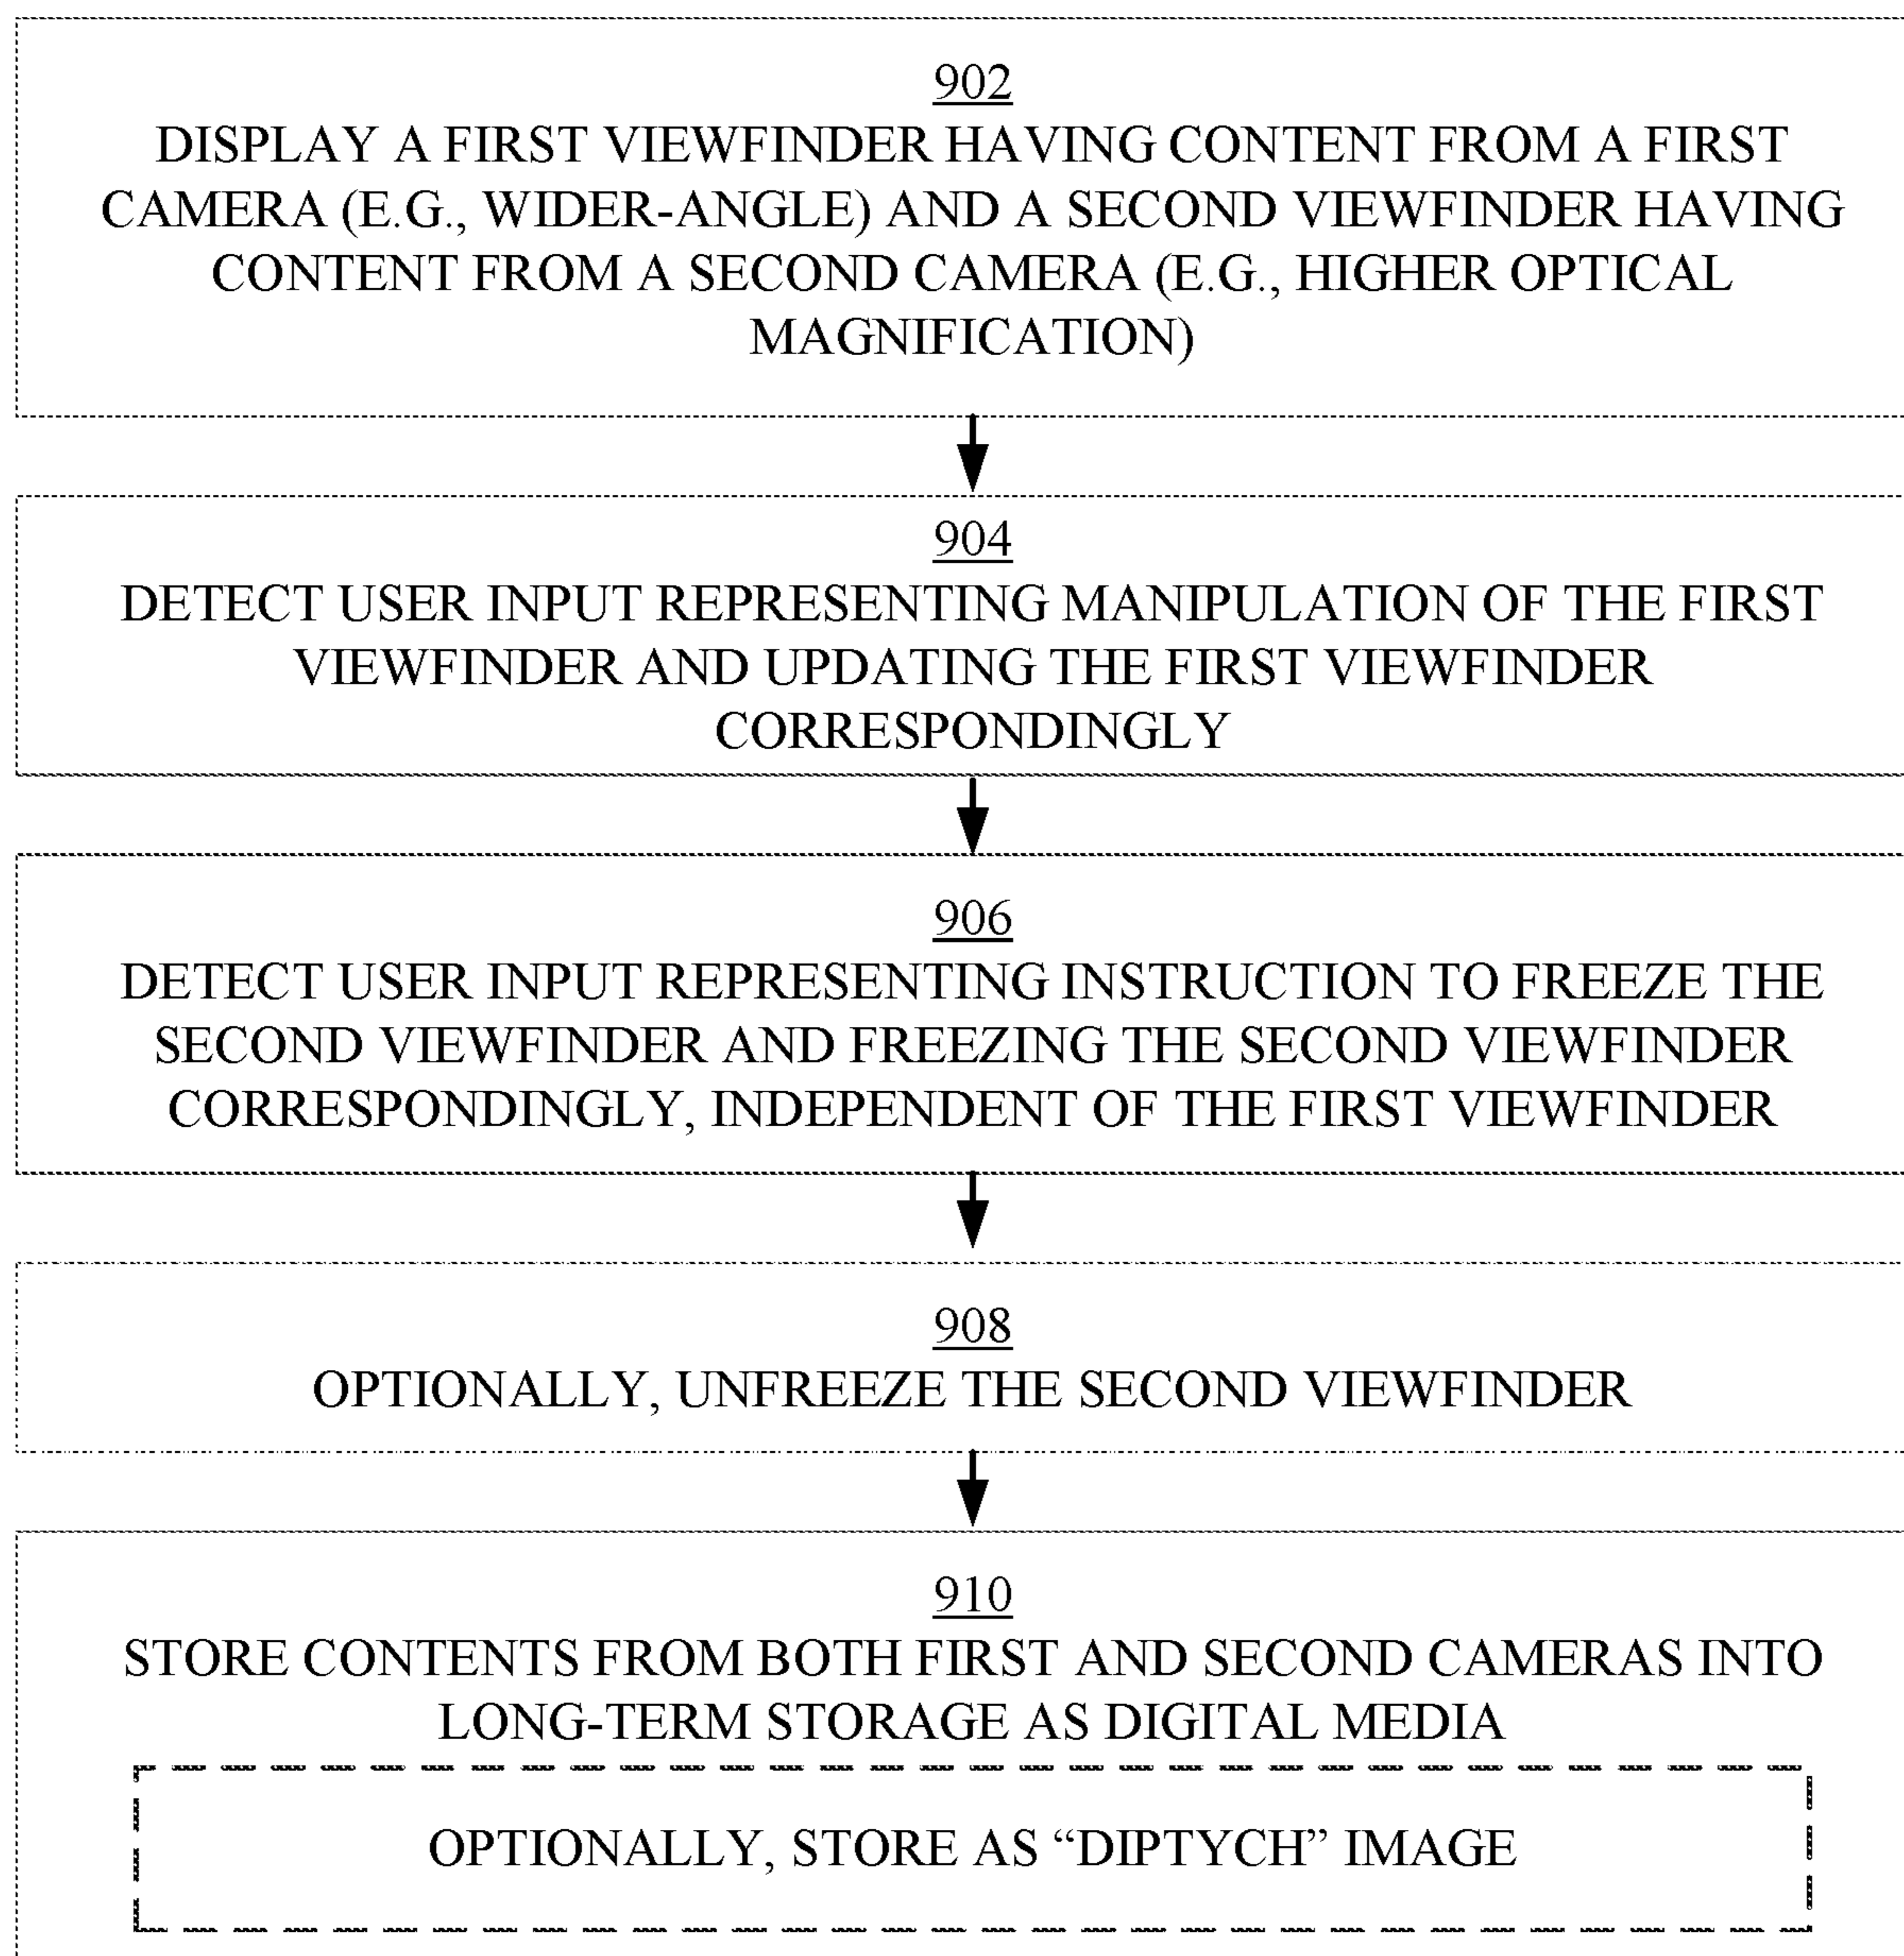 902
DISPLAY A FIRST VIEWFINDER HAVING CONTENT FROM A FIRST
CAMERA (E.G., WIDER-ANGLE) AND A SECOND VIEWFINDER HAVING
CONTENT FROM A SECOND CAMERA (E.G., HIGHER OPTICAL
MAGNIFICATION)
904
DETECT USER INPUT REPRESENTING MANIPULATION OF THE FIRST
VIEWFINDER AND UPDATING THE FIRST VIEWFINDER
CORRESPONDINGLY
906
DETECT USER INPUT REPRESENTING INSTRUCTION TO FREEZE THE
SECOND VIEWFINDER AND FREEZING THE SECOND VIEWFINDER
CORRESPONDINGLY, INDEPENDENT OF THE FIRST VIEWFINDER
908
OPTIONALLY, UNFREEZE THE SECOND VIEWFINDER
910
STORE CONTENTS FROM BOTH FIRST AND SECOND CAMERAS INTO
LONG-TERM STORAGE AS DIGITAL MEDIA
OPTIONALLY, STORE AS “DIPTYCH” IMAGE